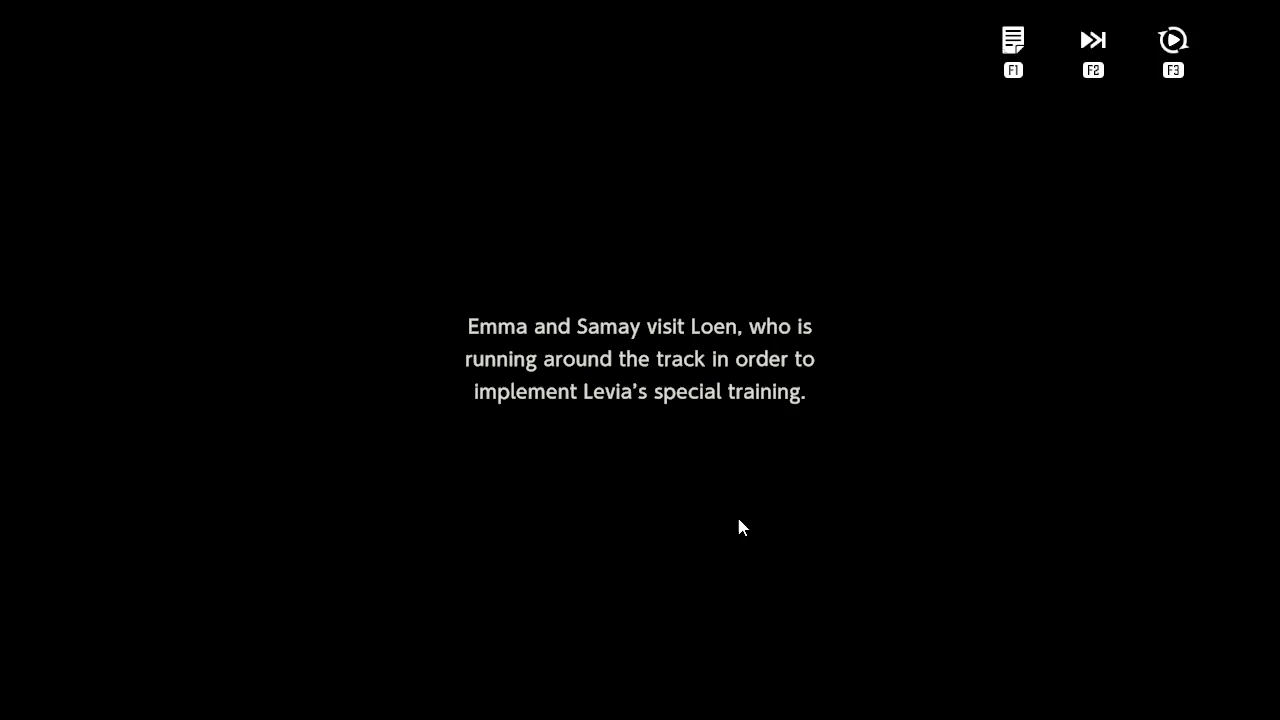 F1 F2 F3
Emma and Samay visit Loen, who is
running around the track in order to
implement Levia's special training.